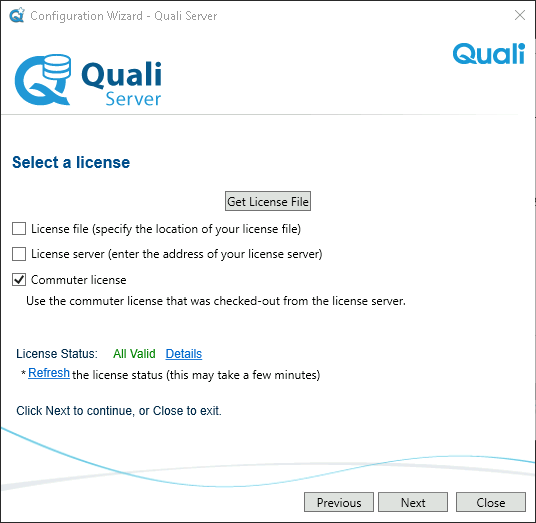 Configuration Wizard - Quali Server
Quali
Quali
Server
Select a license
Get License File
License file (specify the location of your license file)
License server (enter the address of your license server)
Commuter license
Use the commuter license that was checked-out from the license server.
License Status: All Valid Details
* Refresh the license status (this may take a few minutes)
Click Next to continue, or Close to exit.
Previous Next Close